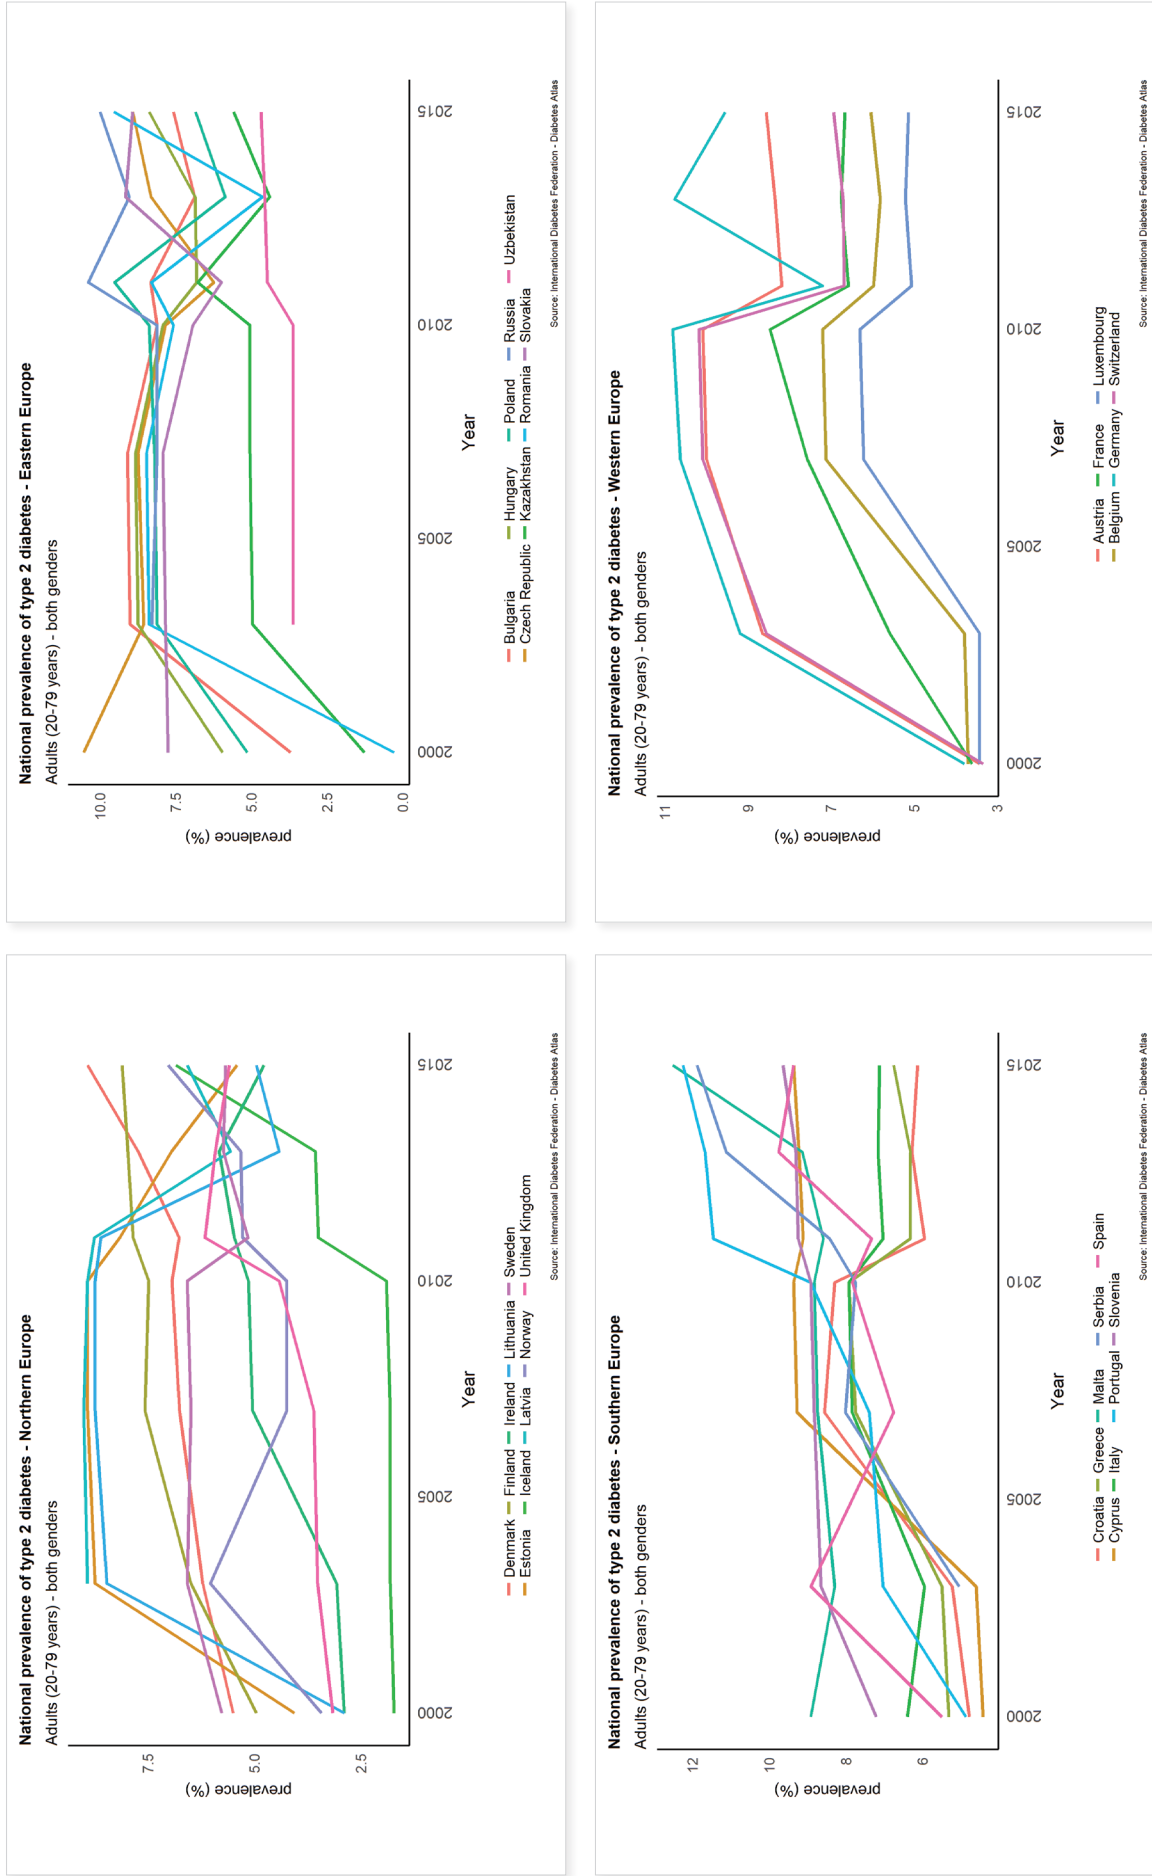 National prevalence of type 2 diabetes - Northern Europe
Adults (20-79 years) - both genders
prevalence (%)
7.5
5.0
2.5
2000 2005 2010 2015
Year
Denmark Finland Ireland Lithuania Sweden
Estonia Iceland Latvia Norway United Kingdom
Source: International Diabetes Federation - Diabetes Atlas
National prevalence of type 2 diabetes - Eastern Europe
Adults (20-79 years) - both genders
prevalence (%)
10.0
7.5
5.0
2.5
0.0
2000 2005 2010 2015
Year
Bulgaria Hungary Poland Russia Uzbekistan
Czech Republic Kazakhstan Romania Slovakia
Source: International Diabetes Federation - Diabetes Atlas
National prevalence of type 2 diabetes - Southern Europe
Adults (20-79 years) - both genders
prevalence (%)
12
10
8
6
2000 2005 2010 2015
Year
Croatia Greece Malta Serbia Spain
Cyprus Italy Portugal Slovenia
Source: International Diabetes Federation - Diabetes Atlas
National prevalence of type 2 diabetes - Western Europe
Adults (20-79 years) - both genders
prevalence (%)
11
9
7
5
3
2000 2005 2010 2015
Year
Austria France Luxembourg
Belgium Germany Switzerland
Source: International Diabetes Federation - Diabetes Atlas